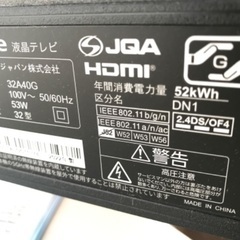 e 液晶テレビ
ジャパン株式会社
32A40G
100V～ 50/60Hz
53W
32型
JQA
HDMI
G
年間消費電力量 52kWh
区分名 DN1
IEEE802.11b/g/n 2.4DS/OF4
IEEE802.11a/n/ac
W52 W53 W56
警告
MADE IN CHINA